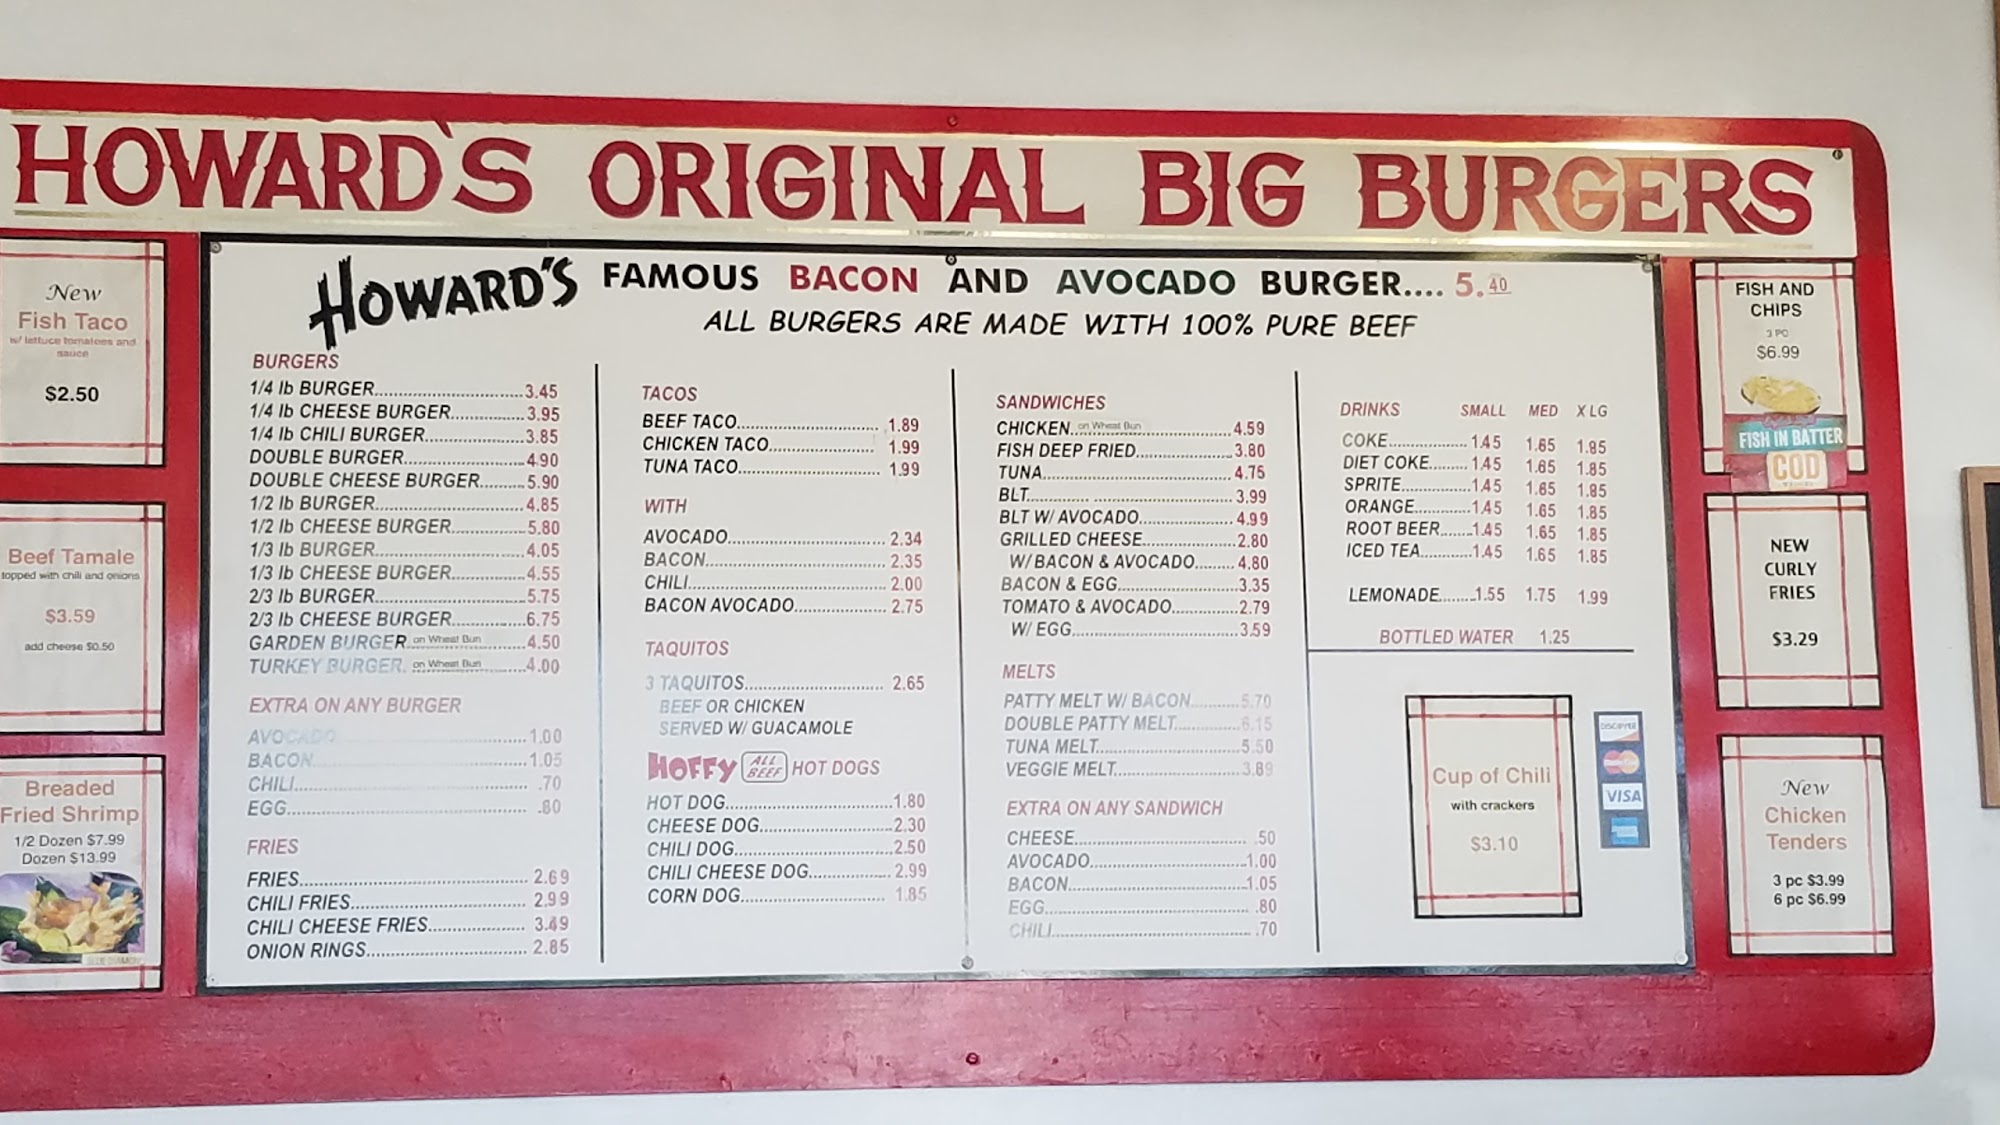 HOWARD'S ORIGINAL BIG BURGERS
New
Fish Taco
w/ lettuce tomatoes and
sauce
$2.50
Beef Tamale
topped with chili and onions
$3.59
add cheese $0.50
Breaded
Fried Shrimp
1/2 Dozen $7.99
Dozen $13.99
HOWARD'S FAMOUS BACON AND AVOCADO BURGER.... 5.40
ALL BURGERS ARE MADE WITH 100% PURE BEEF
BURGERS
1/4 lb BURGER 3.45
1/4 lb CHEESE BURGER 3.95
1/4 lb CHILI BURGER 3.85
DOUBLE BURGER 4.90
DOUBLE CHEESE BURGER 5.90
1/2 lb BURGER 4.85
1/2 lb CHEESE BURGER 5.80
1/3 lb BURGER 4.05
1/3 lb CHEESE BURGER 4.55
2/3 lb BURGER 5.75
2/3 lb CHEESE BURGER 6.75
GARDEN BURGER on Wheat Bun 4.50
TURKEY BURGER on Wheat Bun 4.00
EXTRA ON ANY BURGER
AVOCADO 1.00
BACON 1.05
CHILI .70
EGG .80
FRIES
FRIES 2.69
CHILI FRIES 2.99
CHILI CHEESE FRIES 3.49
ONION RINGS 2.85
TACOS
BEEF TACO 1.89
CHICKEN TACO 1.99
TUNA TACO 1.99
WITH
AVOCADO 2.34
BACON 2.35
CHILI 2.00
BACON AVOCADO 2.75
TAQUITOS
3 TAQUITOS 2.65
BEEF OR CHICKEN
SERVED W/ GUACAMOLE
HOFFY ALL BEEF HOT DOGS
HOT DOG 1.80
CHEESE DOG 2.30
CHILI DOG 2.50
CHILI CHEESE DOG 2.99
CORN DOG 1.85
SANDWICHES
CHICKEN on Wheat Bun 4.59
FISH DEEP FRIED 3.80
TUNA 4.75
BLT 3.99
BLT W/ AVOCADO 4.99
GRILLED CHEESE 2.80
W/ BACON & AVOCADO 4.80
BACON & EGG 3.35
TOMATO & AVOCADO 2.79
W/ EGG 3.59
MELTS
PATTY MELT W/ BACON 5.70
DOUBLE PATTY MELT 6.15
TUNA MELT 5.50
VEGGIE MELT 3.89
EXTRA ON ANY SANDWICH
CHEESE .50
AVOCADO 1.00
BACON 1.05
EGG .80
CHILI .70
DRINKS SMALL MED X LG
COKE 1.45 1.65 1.85
DIET COKE 1.45 1.65 1.85
SPRITE 1.45 1.65 1.85
ORANGE 1.45 1.65 1.85
ROOT BEER 1.45 1.65 1.85
ICED TEA 1.45 1.65 1.85
LEMONADE 1.55 1.75 1.99
BOTTLED WATER 1.25
Cup of Chili
with crackers
$3.10
DISCOVER
MasterCard
VISA
FISH AND
CHIPS
3 PC
$6.99
FISH IN BATTER
COD
NEW
CURLY
FRIES
$3.29
New
Chicken
Tenders
3 pc $3.99
6 pc $6.99